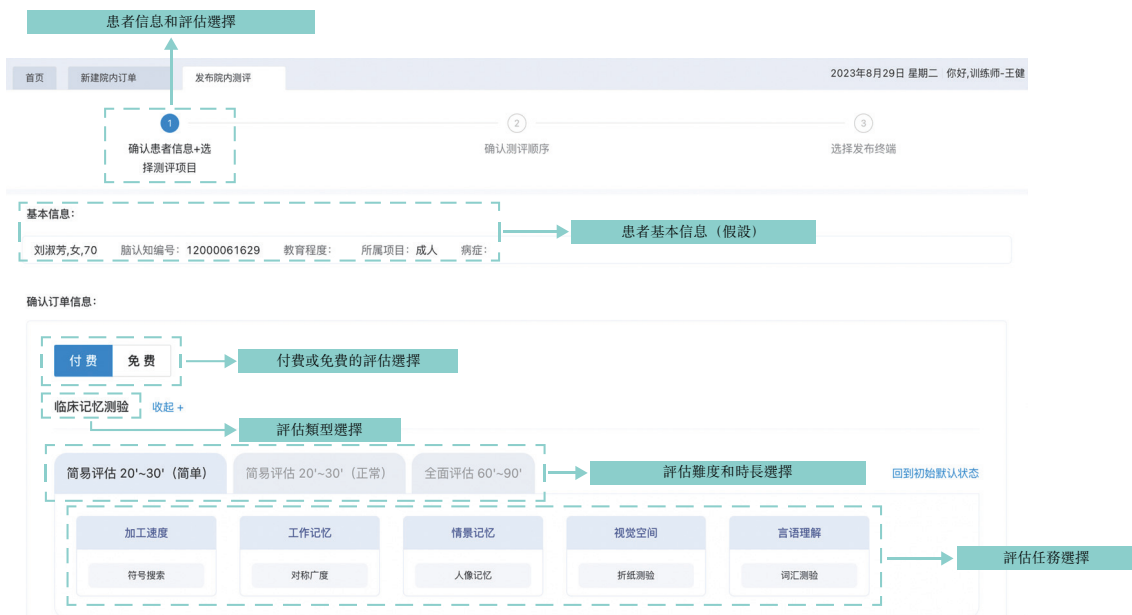 患者信息和評估選擇
首页 新建院内订单 发布院内测评 2023年8月29日 星期二 你好,训练师-王健
1 2 3
确认患者信息+选 确认测评顺序 选择发布终端
择测评项目
基本信息:
患者基本信息（假設）
刘淑芳,女,70 脑认知编号: 12000061629 教育程度: 所属项目: 成人 病症:
确认订单信息:
付费 免费 付費或免費的評估選擇
临床记忆测验 收起 +
評估類型選擇
简易评估 20'~30'（简单） 简易评估 20'~30'（正常） 全面评估 60'~90' 評估難度和時長選擇 回到初始默认状态
加工速度 工作记忆 情景记忆 视觉空间 言语理解
評估任務選擇
符号搜索 对称广度 人像记忆 折纸测验 词汇测验